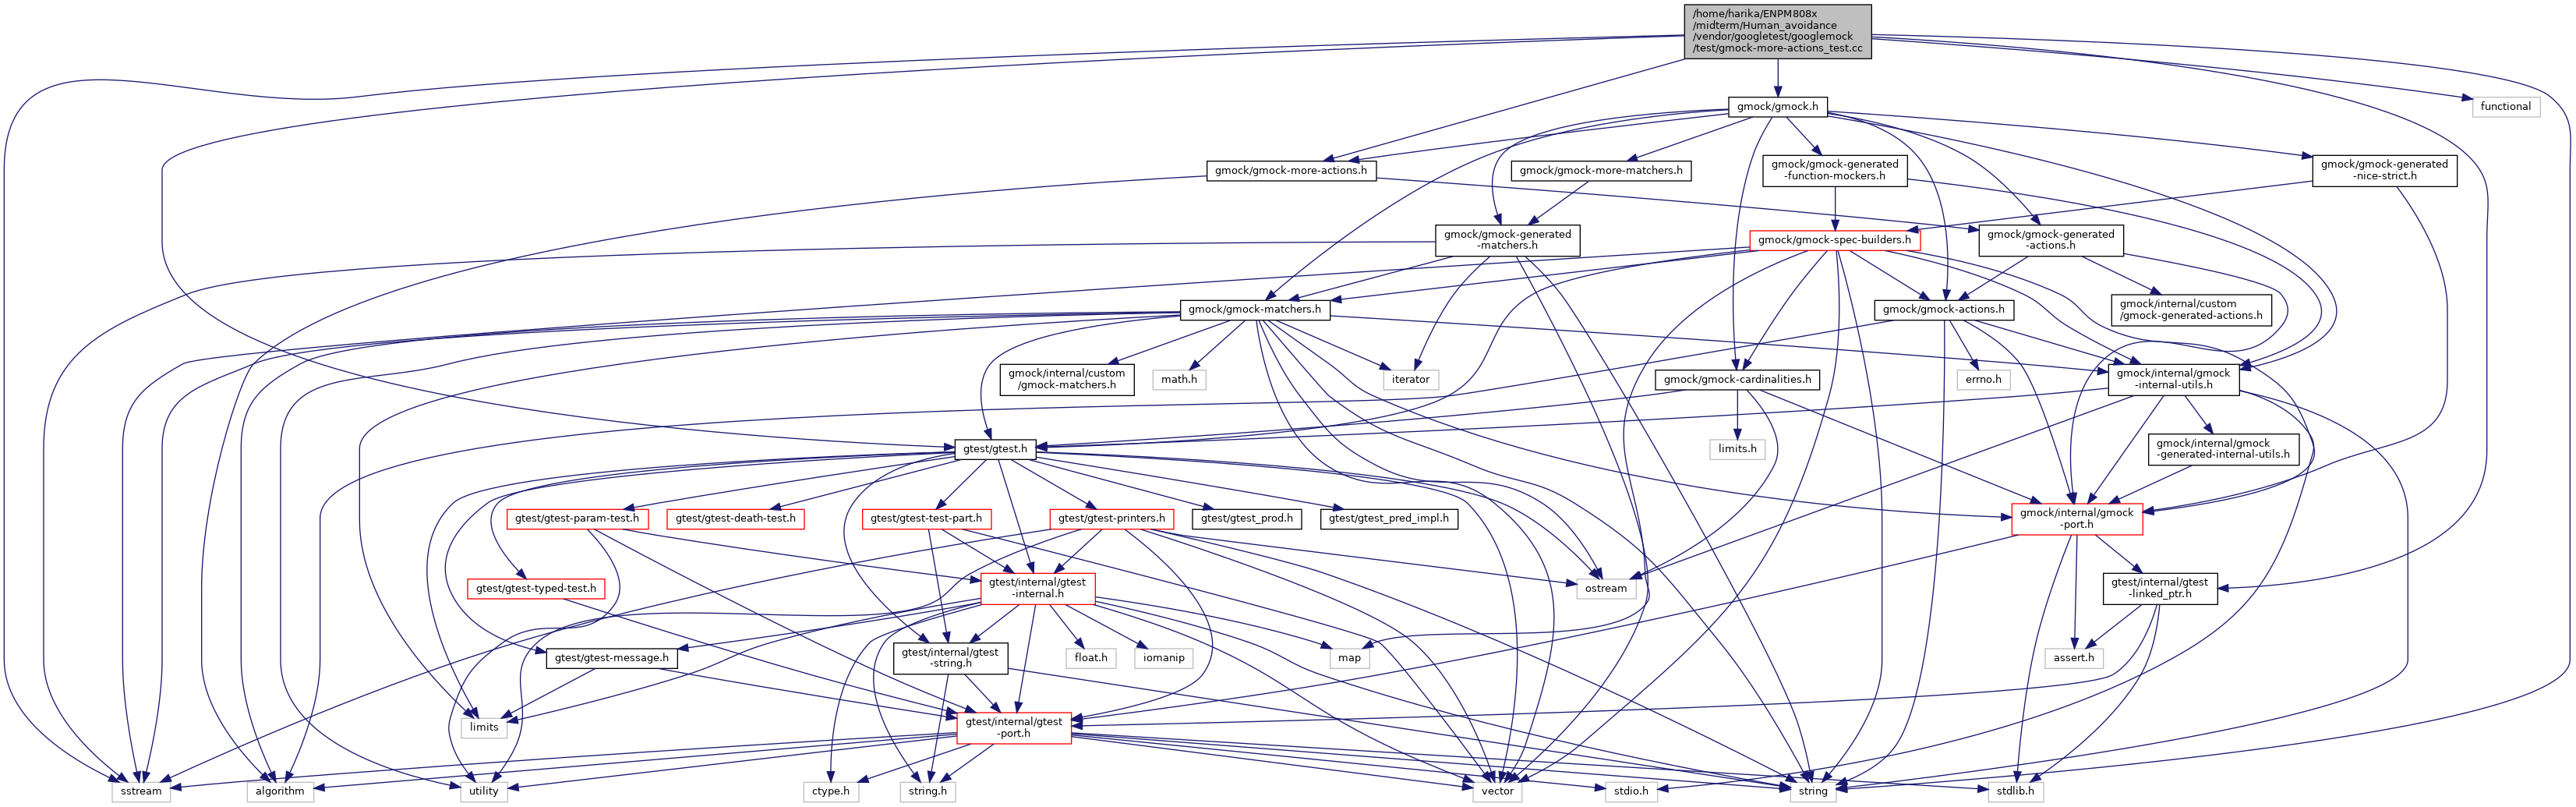 /home/harika/ENPM808x
/midterm/Human_avoidance
/vendor/googletest/googlemock
/test/gmock-more-actions_test.cc
gmock/gmock.h
functional
gmock/gmock-more-actions.h
gmock/gmock-more-matchers.h
gmock/gmock-generated
-function-mockers.h
gmock/gmock-generated
-nice-strict.h
gmock/gmock-generated
-matchers.h
gmock/gmock-spec-builders.h
gmock/gmock-generated
-actions.h
gmock/gmock-matchers.h
gmock/gmock-actions.h
gmock/internal/custom
/gmock-generated-actions.h
gmock/internal/custom
/gmock-matchers.h
math.h
iterator
gmock/gmock-cardinalities.h
errno.h
gmock/internal/gmock
-internal-utils.h
gtest/gtest.h
limits.h
gmock/internal/gmock
-generated-internal-utils.h
gtest/gtest-param-test.h
gtest/gtest-death-test.h
gtest/gtest-test-part.h
gtest/gtest-printers.h
gtest/gtest_prod.h
gtest/gtest_pred_impl.h
gmock/internal/gmock
-port.h
gtest/gtest-typed-test.h
gtest/internal/gtest
-internal.h
ostream
gtest/internal/gtest
-linked_ptr.h
gtest/gtest-message.h
gtest/internal/gtest
-string.h
float.h
iomanip
map
assert.h
limits
gtest/internal/gtest
-port.h
sstream
algorithm
utility
ctype.h
string.h
vector
stdio.h
string
stdlib.h